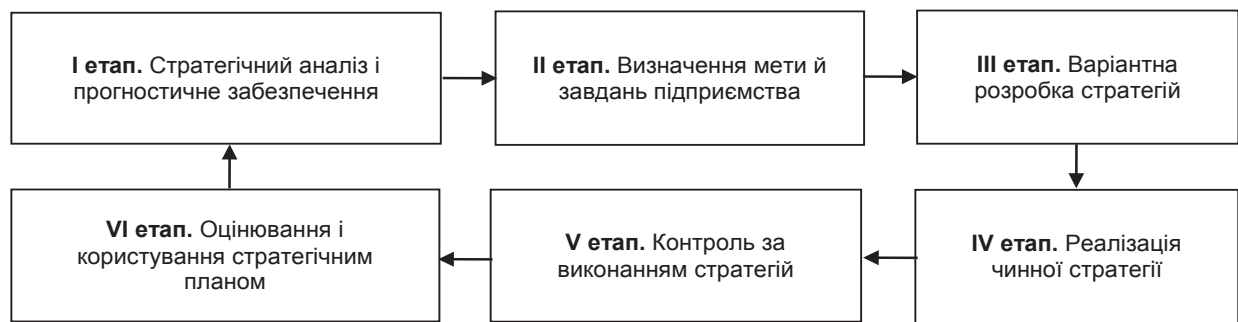 I етап. Стратегічний аналіз і
прогностичне забезпечення
II етап. Визначення мети й
завдань підприємства
III етап. Варіантна
розробка стратегій
IV етап. Реалізація
чинної стратегії
V етап. Контроль за
виконанням стратегій
VI етап. Оцінювання і
користування стратегічним
планом